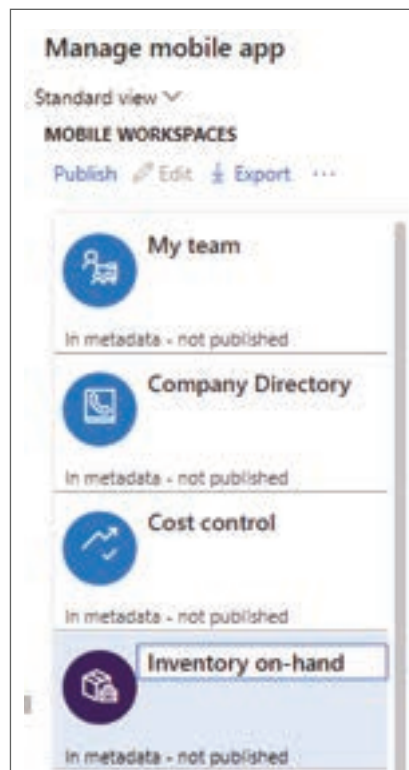 Manage mobile app
Standard view
MOBILE WORKSPACES
Publish Edit Export ...
My team
In metadata - not published
Company Directory
In metadata - not published
Cost control
In metadata - not published
Inventory on-hand
In metadata - not published